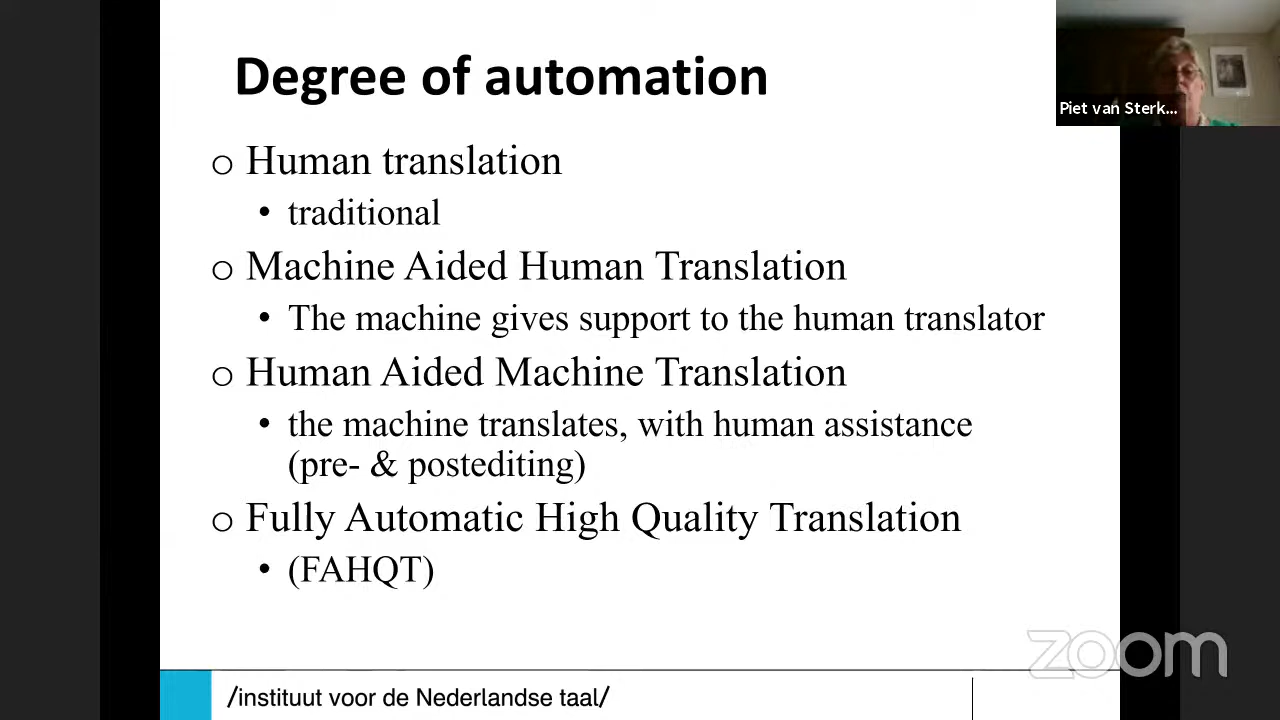 Degree of automation
Piet van Sterk...
o Human translation
• traditional
o Machine Aided Human Translation
• The machine gives support to the human translator
o Human Aided Machine Translation
• the machine translates, with human assistance
(pre- & postediting)
o Fully Automatic High Quality Translation
• (FAHQT)
zoom
/instituut voor de Nederlandse taal/